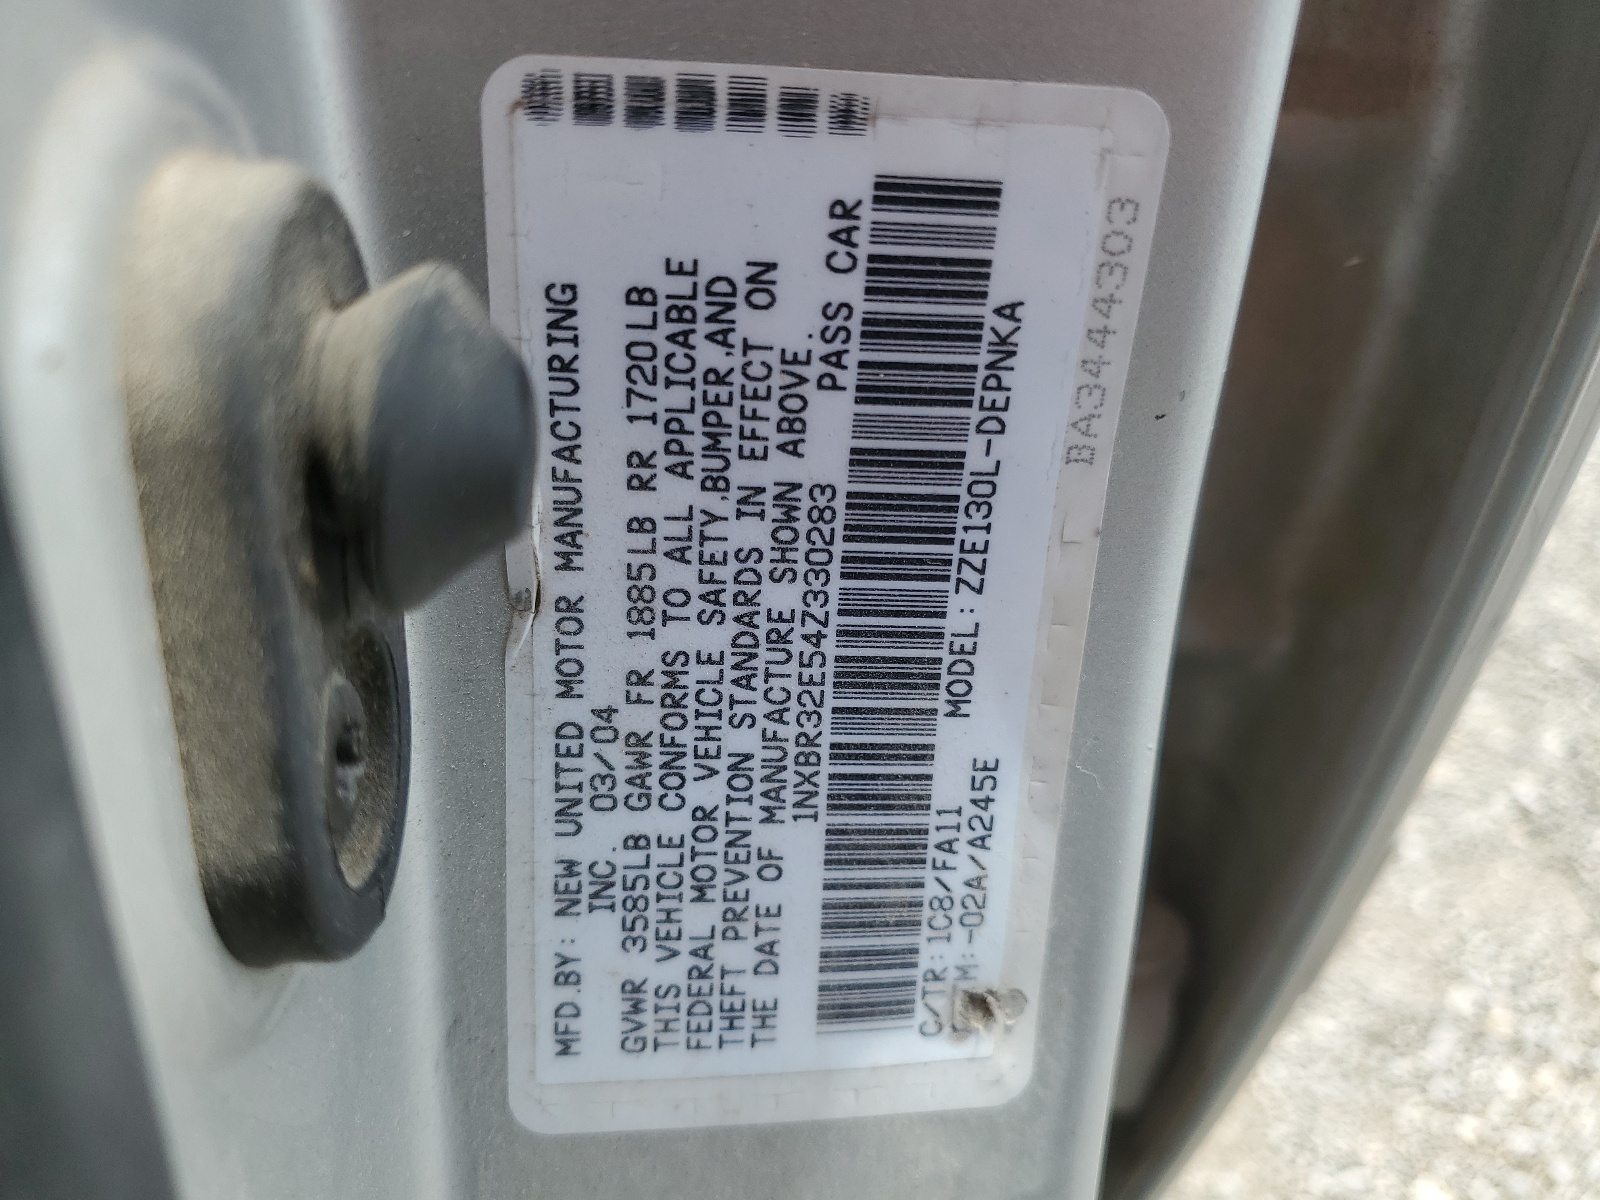 MFD.BY: NEW UNITED MOTOR MANUFACTURING
INC. 03/04
GVWR 3585LB GAWR FR 1885LB RR 1720LB
THIS VEHICLE CONFORMS TO ALL APPLICABLE
FEDERAL MOTOR VEHICLE SAFETY,BUMPER,AND
THEFT PREVENTION STANDARDS IN EFFECT ON
THE DATE OF MANUFACTURE SHOWN ABOVE.
1NXBR32E54Z330283 PASS CAR
C/TR:1C8/FA11 MODEL:ZZE130L-DEPNKA
M:-02A/A245E
BA3444303